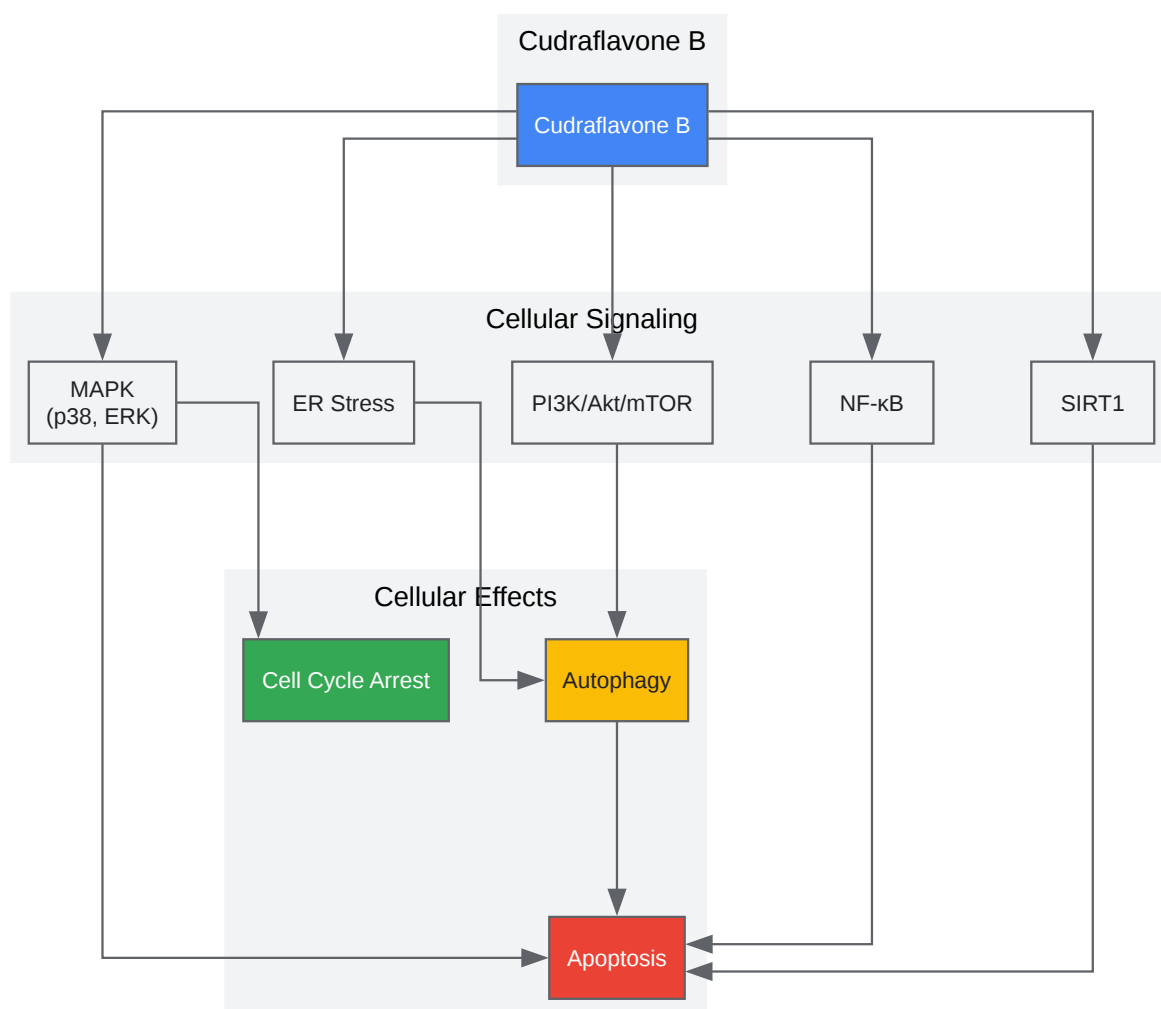 Cudraflavone B
Cudraflavone B
Cellular Signaling
MAPK
(p38, ERK)
ER Stress
PI3K/Akt/mTOR
NF-κB
SIRT1
Cellular Effects
Cell Cycle Arrest
Autophagy
Apoptosis